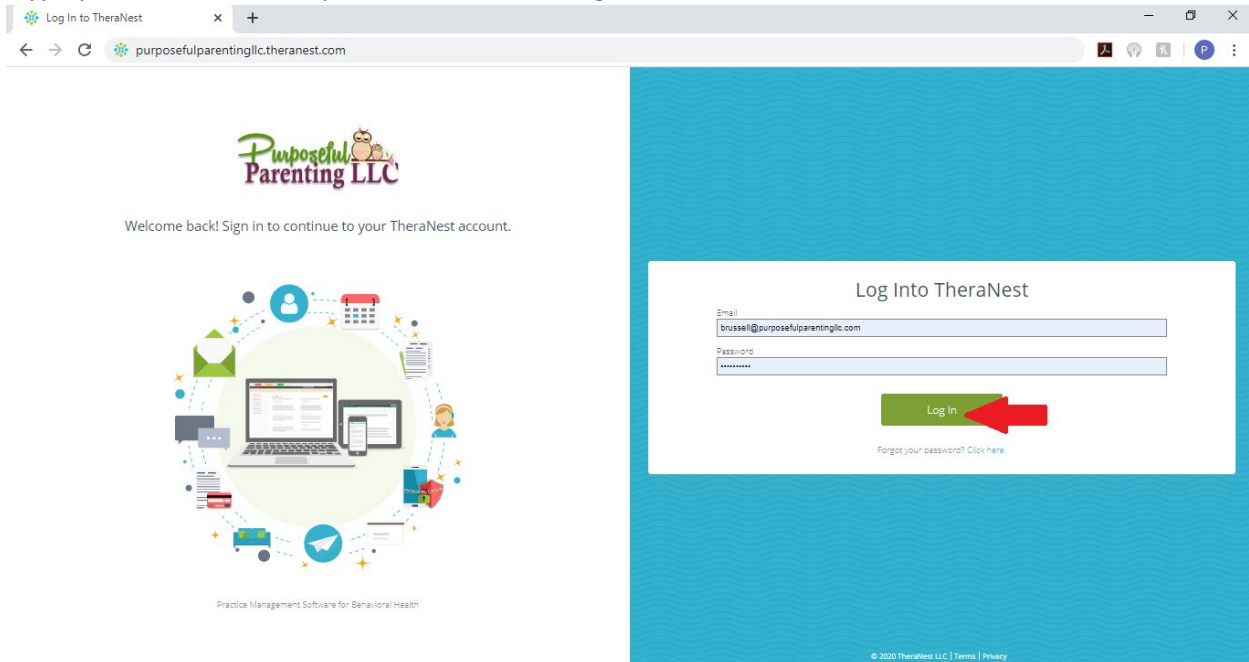 Log In to TheraNest
purposefulparentingllc.theranest.com
P
Purposeful
Parenting LLC
Welcome back! Sign in to continue to your TheraNest account.
Practice Management Software for Behavioral Health
Log Into TheraNest
Email
brussell@purposefulparentingllc.com
Password
Log In
Forgot your password? Click here.
© 2020 TheraNest LLC | Terms | Privacy